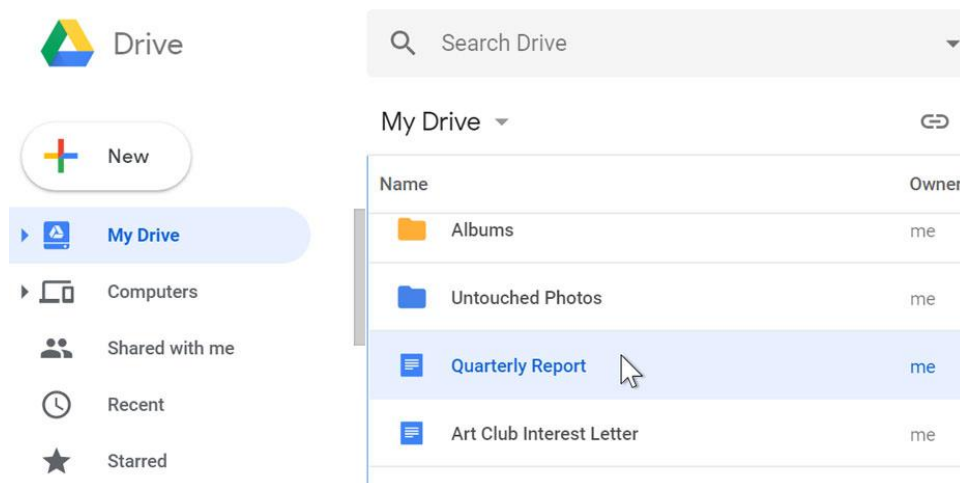 Drive
Search Drive
New
My Drive
Computers
Shared with me
Recent
Starred
My Drive
Name Owner
Albums me
Untouched Photos me
Quarterly Report me
Art Club Interest Letter me